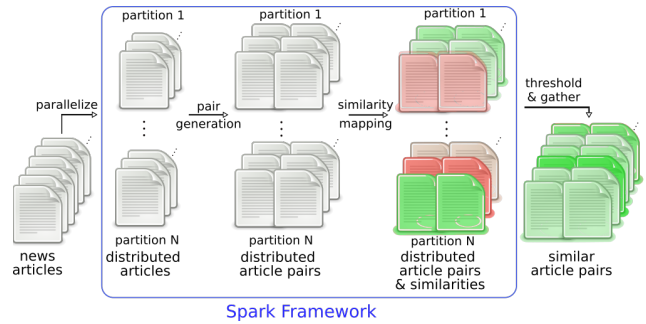 partition 1
partition 1
partition 1
parallelize
pair
generation
similarity
mapping
threshold
& gather
partition N
partition N
partition N
news
articles
distributed
articles
distributed
article pairs
distributed
article pairs
& similarities
similar
article pairs
Spark Framework